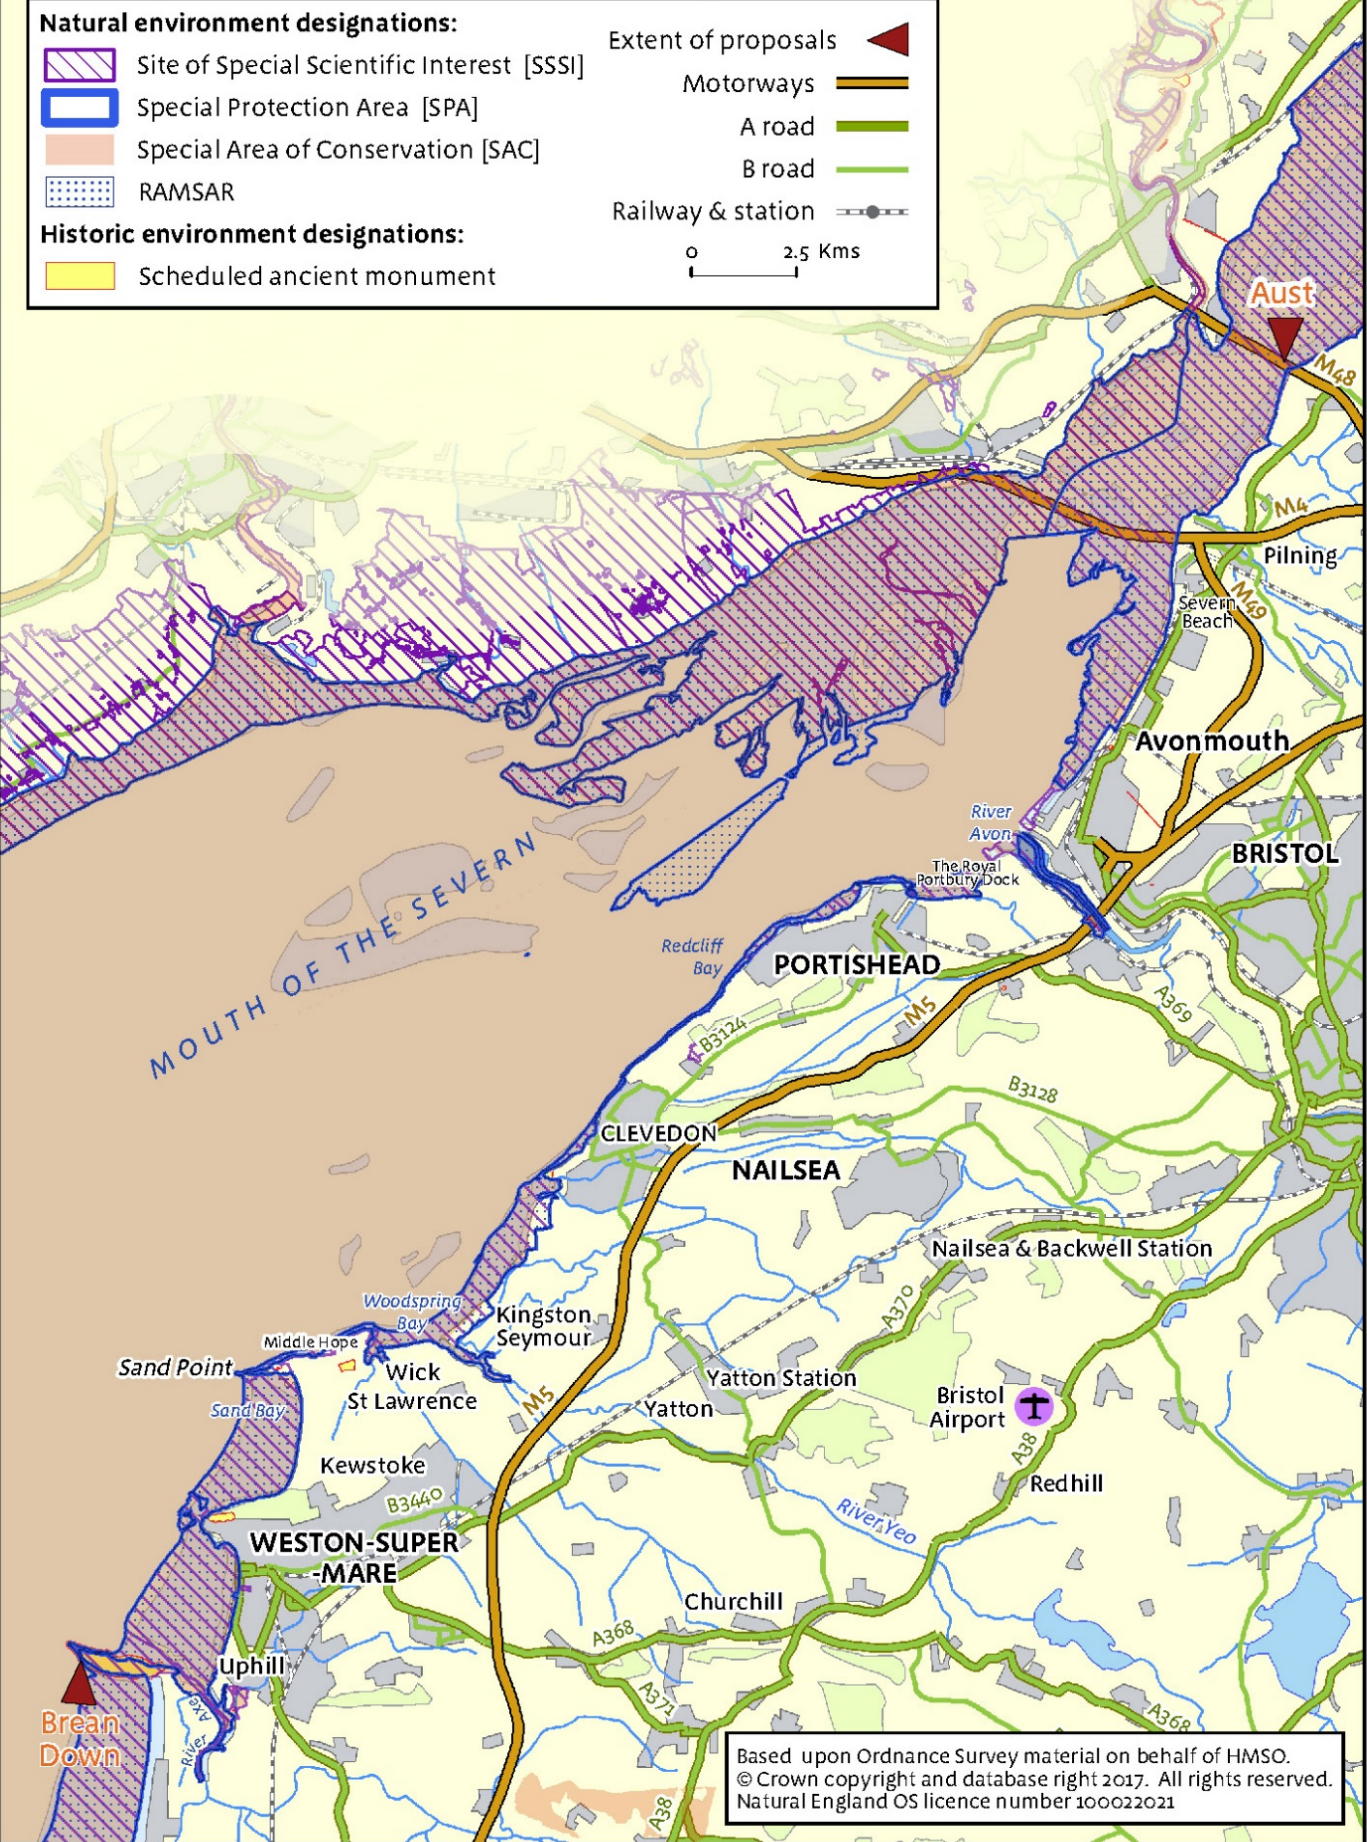 Natural environment designations:
Site of Special Scientific Interest [SSSI]
Special Protection Area [SPA]
Special Area of Conservation [SAC]
RAMSAR
Historic environment designations:
Scheduled ancient monument
Extent of proposals
Motorways
A road
B road
Railway & station
0 2.5 Kms
Aust
M48
M4
Pilning
Severn
Beach
M49
Avonmouth
River
Avon
BRISTOL
The Royal
Portbury Dock
MOUTH OF THE SEVERN
Redcliff
Bay
PORTISHEAD
M5
A369
B3124
B3128
CLEVEDON
NAILSEA
Nailsea & Backwell Station
Woodspring
Bay
Kingston
Seymour
A370
Middle Hope
Sand Point
Wick
St Lawrence
Yatton Station
Sand Bay
M5
Yatton
Bristol
Airport
A38
Kewstoke
Redhill
B3440
River Yeo
WESTON-SUPER
-MARE
Churchill
A368
Uphill
A371
A368
River Axe
Brean
Down
A38
Based upon Ordnance Survey material on behalf of HMSO.
© Crown copyright and database right 2017. All rights reserved.
Natural England OS licence number 100022021